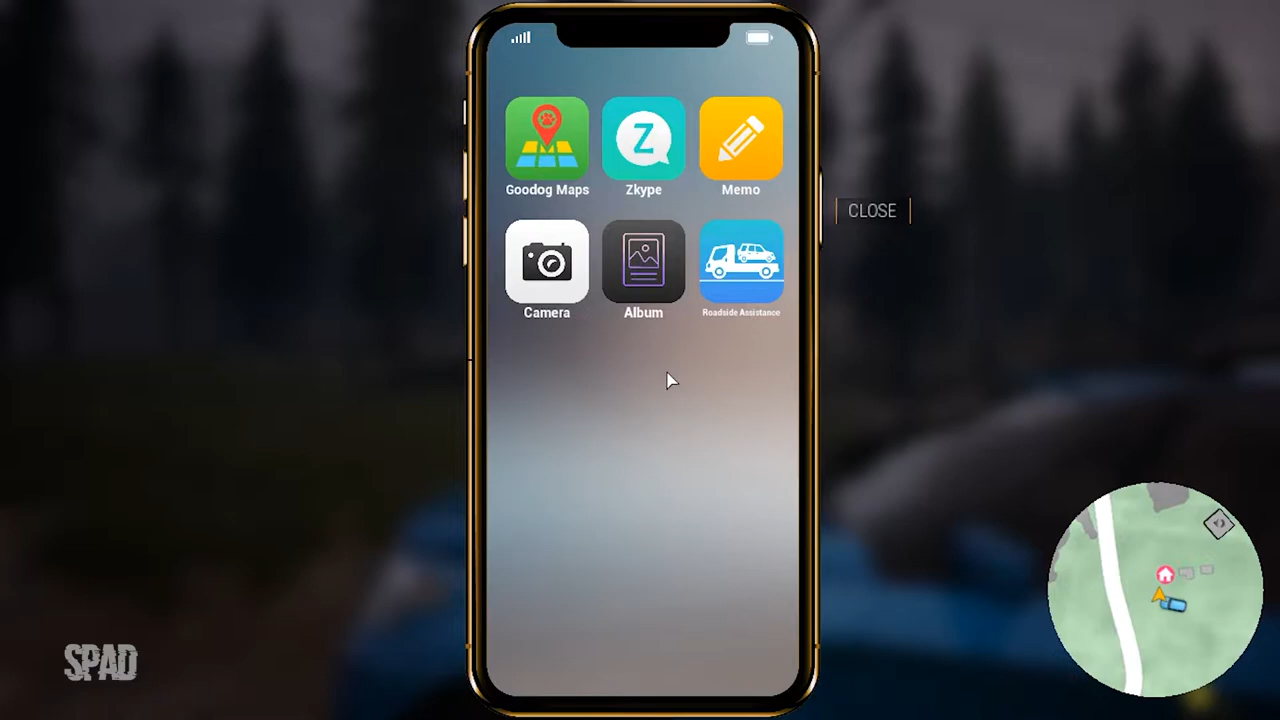 Goodog Maps
Z
Zkype
Memo
CLOSE
Camera
Album
Roadside Assistance
SPAD